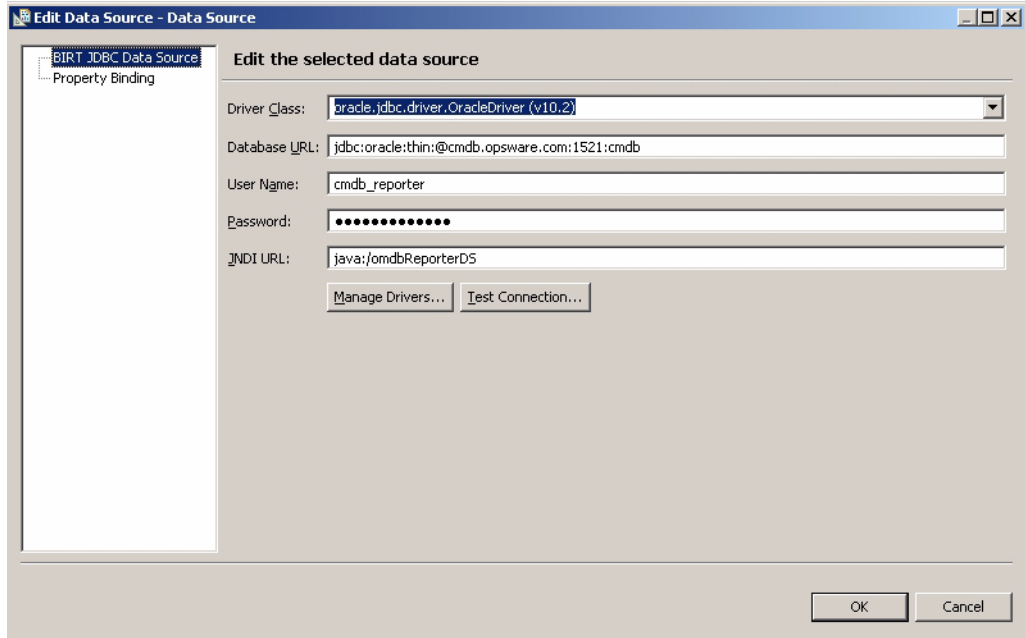 Edit Data Source - Data Source
BIRT JDBC Data Source
Property Binding
Edit the selected data source
Driver Class: oracle.jdbc.driver.OracleDriver (v10.2)
Database URL: jdbc:oracle:thin:@cmdb.opsware.com:1521:cmdb
User Name: cmdb_reporter
Password: ●●●●●●●●●●●●●
JNDI URL: java:/omdbReporterDS
Manage Drivers... Test Connection...
OK Cancel